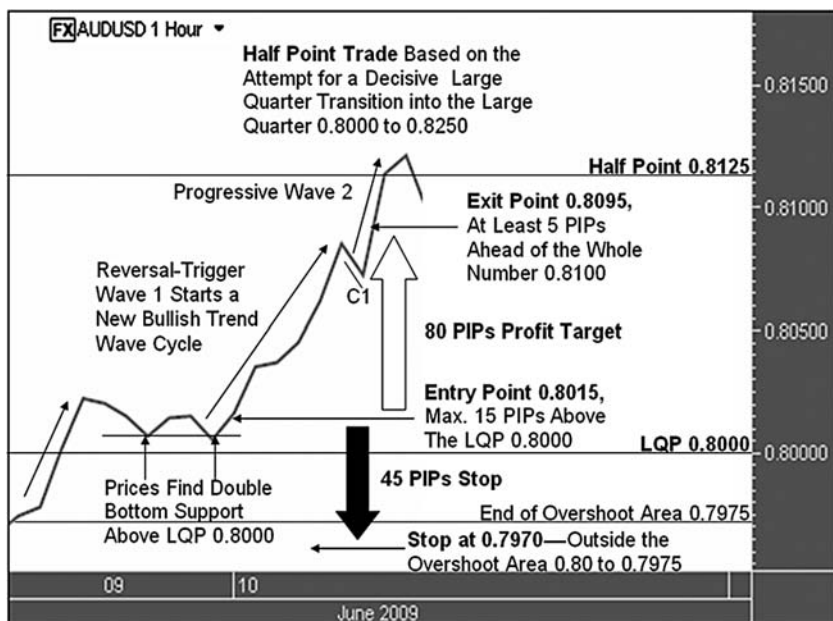 FX AUDUSD 1 Hour
Half Point Trade Based on the
Attempt for a Decisive Large
Quarter Transition into the Large
Quarter 0.8000 to 0.8250
0.81500
Half Point 0.8125
Progressive Wave 2
Exit Point 0.8095,
At Least 5 PIPs
Ahead of the Whole
Number 0.8100
0.81000
Reversal-Trigger
Wave 1 Starts a
New Bullish Trend
Wave Cycle
C1
80 PIPs Profit Target
0.80500
Entry Point 0.8015,
Max. 15 PIPs Above
The LQP 0.8000
LQP 0.8000
0.80000
45 PIPs Stop
Prices Find Double
Bottom Support
Above LQP 0.8000
End of Overshoot Area 0.7975
Stop at 0.7970—Outside the
Overshoot Area 0.80 to 0.7975
09
10
June 2009